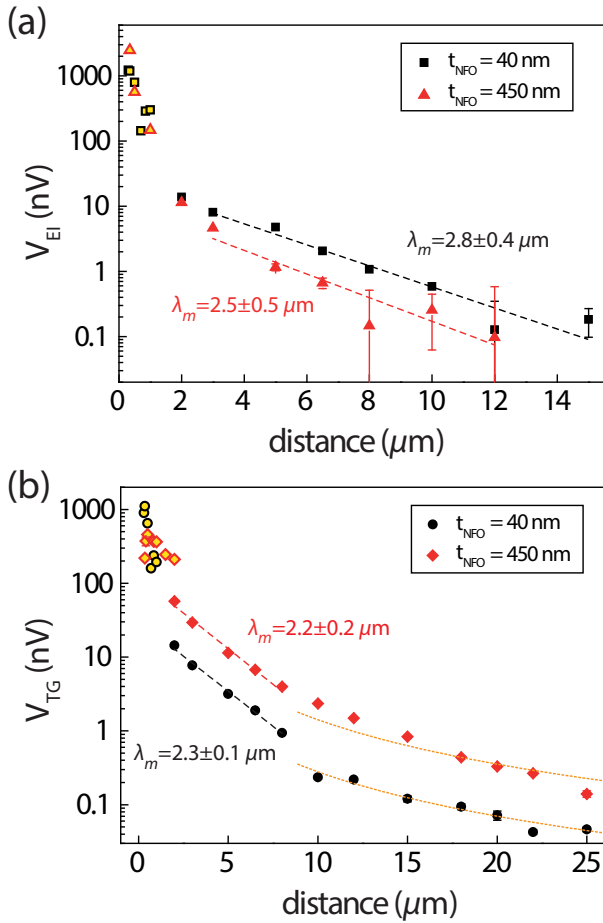 (a)
t_NFO = 40 nm
t_NFO = 450 nm
1000
100
10
1
0.1
V_EI (nV)
λ_m=2.8±0.4 µm
λ_m=2.5±0.5 µm
0 2 4 6 8 10 12 14
distance (µm)
(b)
t_NFO = 40 nm
t_NFO = 450 nm
1000
100
10
1
0.1
V_TG (nV)
λ_m=2.2±0.2 µm
λ_m=2.3±0.1 µm
0 5 10 15 20 25
distance (µm)